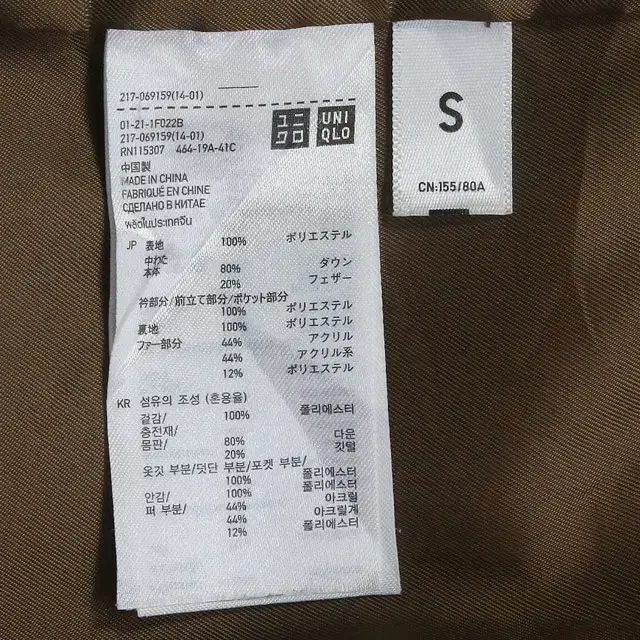 217-069159(14-01)
01-21-1F022B
217-069159(14-01)
RN115307 464-19A-41C
ユニクロ
UNIQLO
中国製
MADE IN CHINA
FABRIQUÉ EN CHINE
СДЕЛАНО В КИТАЕ
ผลิตในประเทศจีน
JP 表地 100% ポリエステル
中わた
本体 80% ダウン
20% フェザー
衿部分/前立て部分/ポケット部分
100% ポリエステル
裏地 100% ポリエステル
ファー部分 44% アクリル
44% アクリル系
12% ポリエステル
KR 섬유의 조성 (혼용율)
겉감/ 100% 폴리에스터
충전재/
몸판/ 80% 다운
20% 깃털
옷깃 부분/덧단 부분/포켓 부분/
100% 폴리에스터
안감/ 100% 폴리에스터
퍼 부분/ 44% 아크릴
44% 아크릴계
12% 폴리에스터
S
CN:155/80A